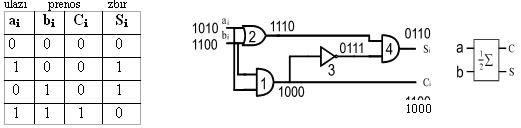 ulazi prenos zbir
ai bi Ci Si
0 0 0 0
1 0 0 1
0 1 0 1
1 1 1 0
1010 ai
bi
1100
1110
2
1
1000
3
0111
4
0110
Si
Ci
1100
1000
a
b
½Σ
C
S